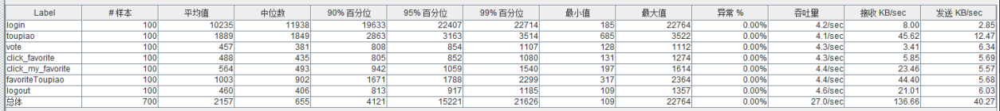 Label # 样本 平均值 中位数 90% 百分位 95% 百分位 99% 百分位 最小值 最大值 异常 % 吞吐量 接收 KB/sec 发送 KB/sec
login 100 10235 11938 19633 22407 22714 185 22764 0.00% 4.2/sec 8.00 2.85
toupiao 100 1889 1849 2863 3163 3514 685 3522 0.00% 4.1/sec 45.62 12.47
vote 100 457 381 808 854 1107 128 1112 0.00% 4.3/sec 3.41 6.34
click_favorite 100 488 435 805 852 1080 131 1274 0.00% 4.3/sec 5.85 5.69
click_my_favorite 100 564 493 942 1059 1540 197 1614 0.00% 4.4/sec 23.46 5.57
favoriteToupiao 100 1003 902 1671 1788 2299 317 2364 0.00% 4.4/sec 44.40 5.68
logout 100 460 406 813 917 1185 109 1357 0.00% 4.6/sec 21.01 6.03
总体 700 2157 655 4121 15221 21626 109 22764 0.00% 27.0/sec 136.66 40.27